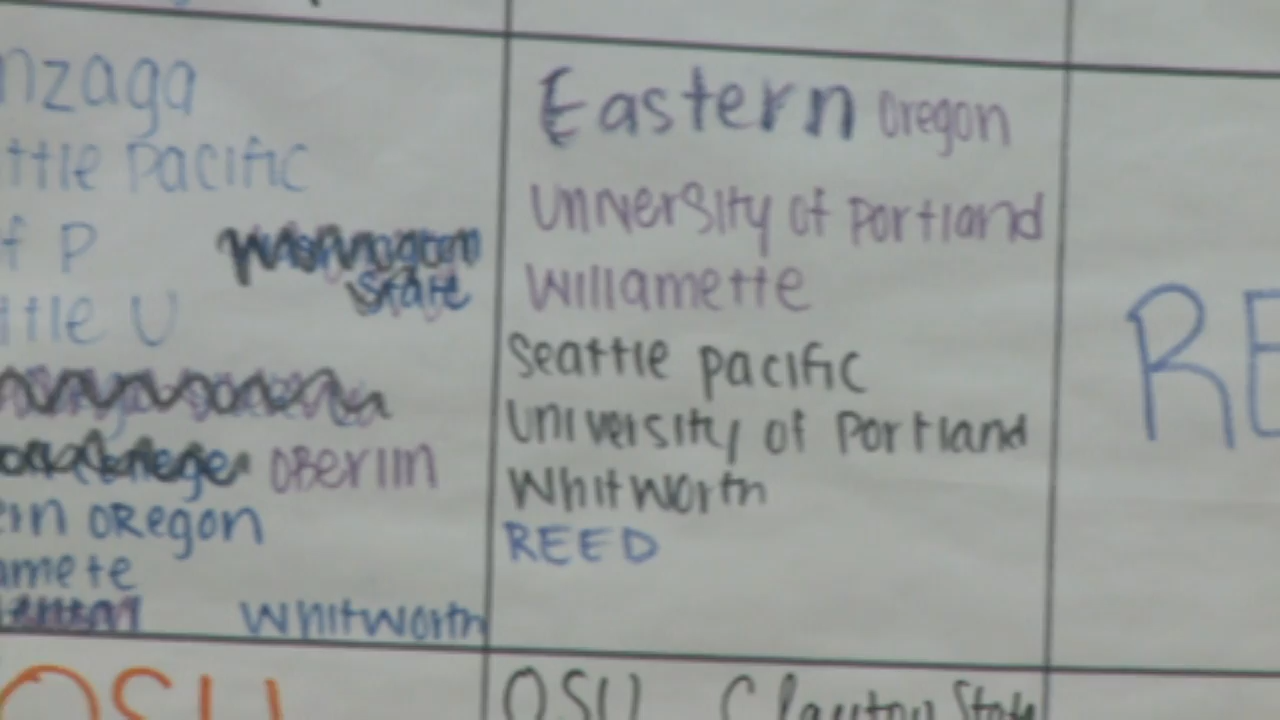 nzaga
ttle Pacific
f P
State
ttle U
OBerlin
ern OREgon
amete
Whitworth
OSU
Eastern Oregon
University of Portland
Willamette
Seattle pacific
University of Portland
Whitworth
REED
OSU Clayton State
RE